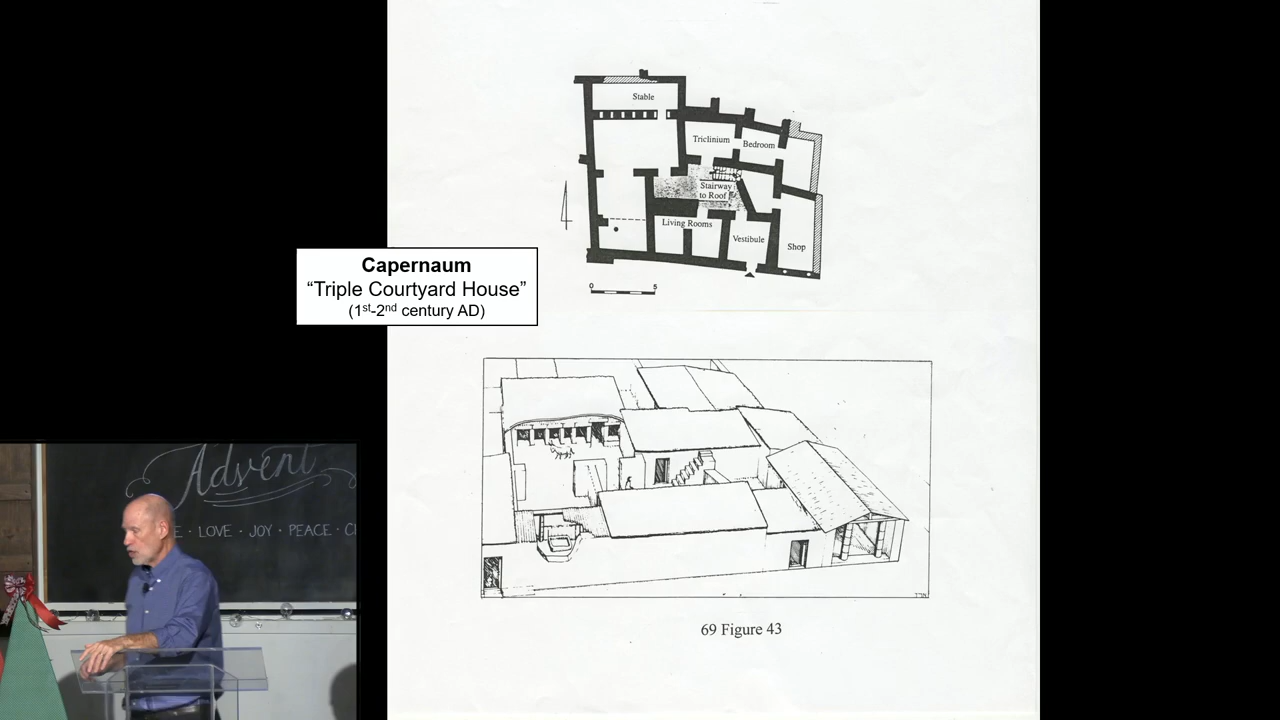 Stable
Triclinium
Bedroom
Stairway
to Roof
Living Rooms
Vestibule
Shop
0
5
Capernaum
“Triple Courtyard House”
(1st-2nd century AD)
69 Figure 43
Advent
E · LOVE · JOY · PEACE · C